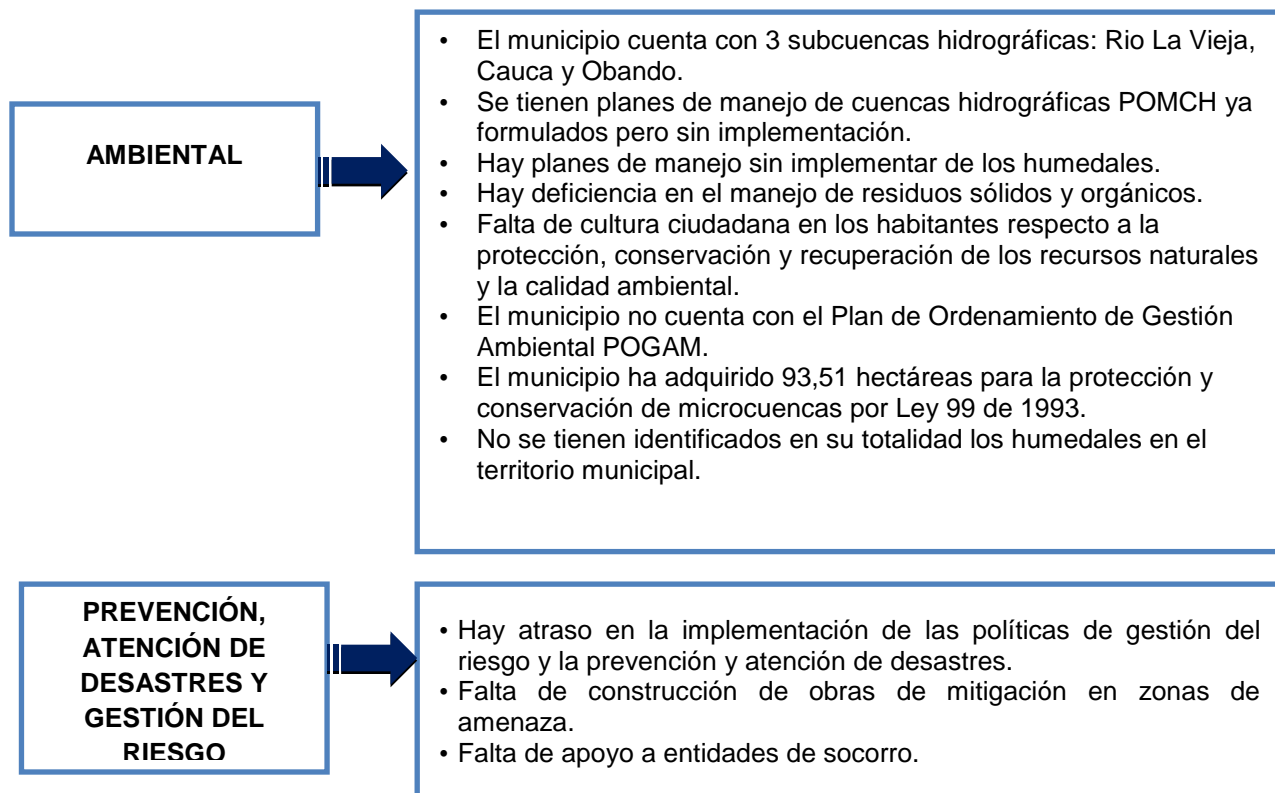 AMBIENTAL
• El municipio cuenta con 3 subcuencas hidrográficas: Rio La Vieja,
Cauca y Obando.
• Se tienen planes de manejo de cuencas hidrográficas POMCH ya
formulados pero sin implementación.
• Hay planes de manejo sin implementar de los humedales.
• Hay deficiencia en el manejo de residuos sólidos y orgánicos.
• Falta de cultura ciudadana en los habitantes respecto a la
protección, conservación y recuperación de los recursos naturales
y la calidad ambiental.
• El municipio no cuenta con el Plan de Ordenamiento de Gestión
Ambiental POGAM.
• El municipio ha adquirido 93,51 hectáreas para la protección y
conservación de microcuencas por Ley 99 de 1993.
• No se tienen identificados en su totalidad los humedales en el
territorio municipal.
PREVENCIÓN,
ATENCIÓN DE
DESASTRES Y
GESTIÓN DEL
RIESGO
• Hay atraso en la implementación de las políticas de gestión del
riesgo y la prevención y atención de desastres.
• Falta de construcción de obras de mitigación en zonas de
amenaza.
• Falta de apoyo a entidades de socorro.